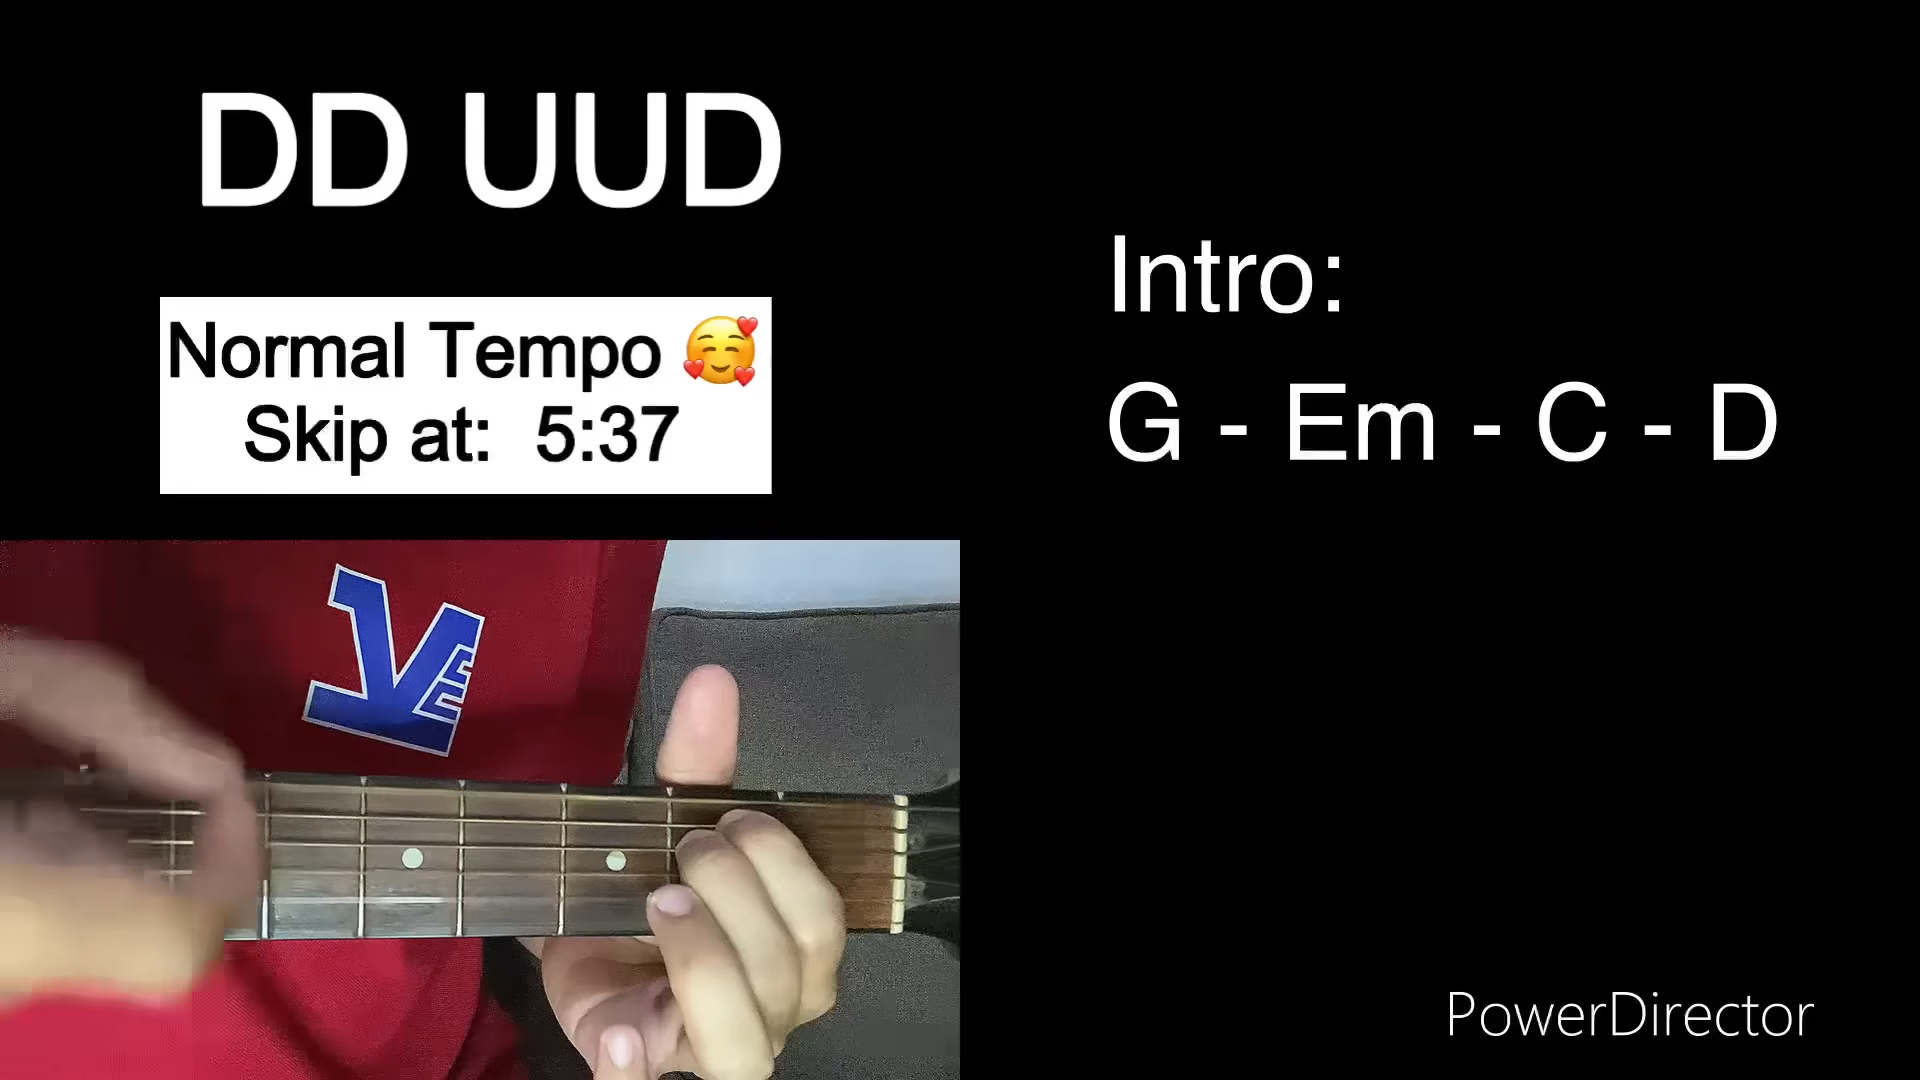 DD UUD
Normal Tempo 🥰
Skip at: 5:37
Intro:
G - Em - C - D
PowerDirector